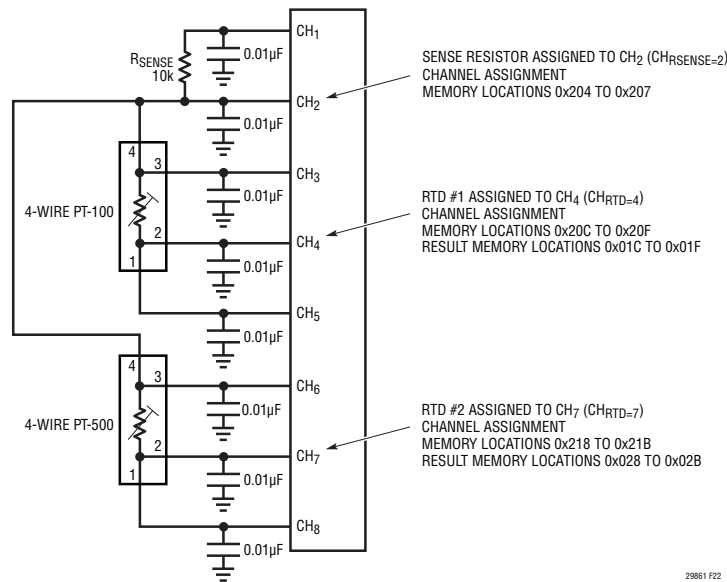 CH1
0.01µF
RSENSE
10k
CH2
0.01µF
SENSE RESISTOR ASSIGNED TO CH2 (CHRSENSE=2)
CHANNEL ASSIGNMENT
MEMORY LOCATIONS 0x204 TO 0x207
4
3
CH3
0.01µF
4-WIRE PT-100
2
1
CH4
0.01µF
RTD #1 ASSIGNED TO CH4 (CHRTD=4)
CHANNEL ASSIGNMENT
MEMORY LOCATIONS 0x20C TO 0x20F
RESULT MEMORY LOCATIONS 0x01C TO 0x01F
CH5
0.01µF
4
3
CH6
0.01µF
4-WIRE PT-500
2
1
CH7
0.01µF
RTD #2 ASSIGNED TO CH7 (CHRTD=7)
CHANNEL ASSIGNMENT
MEMORY LOCATIONS 0x218 TO 0x21B
RESULT MEMORY LOCATIONS 0x028 TO 0x02B
CH8
0.01µF
29861 F22